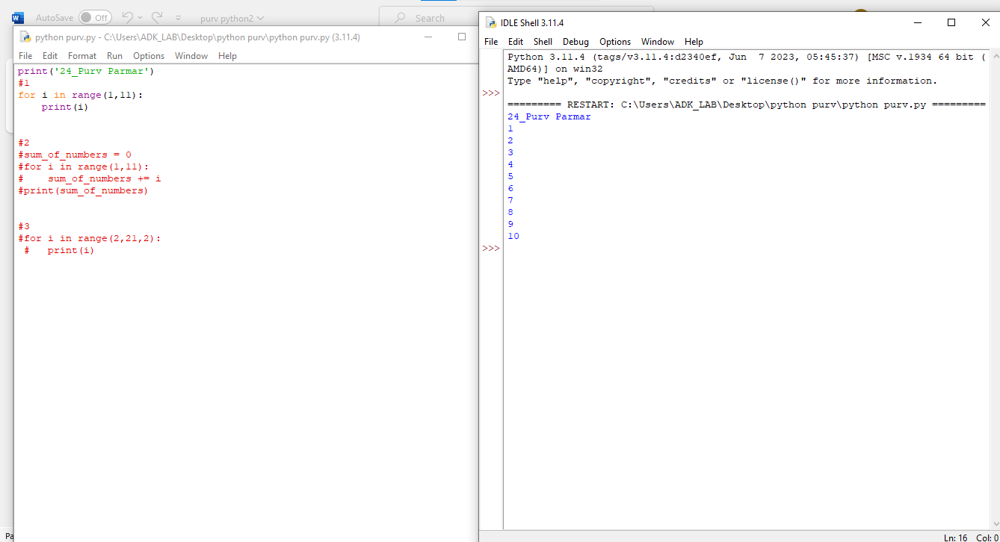 AutoSave Off purv python2 Search
python purv.py - C:\Users\ADK_LAB\Desktop\python purv\python purv.py (3.11.4)
File Edit Format Run Options Window Help
print('24_Purv Parmar')
#1
for i in range(1,11):
    print(i)
#2
#sum_of_numbers = 0
#for i in range(1,11):
#    sum_of_numbers += i
#print(sum_of_numbers)
#3
#for i in range(2,21,2):
 #   print(i)
Pa
IDLE Shell 3.11.4
File Edit Shell Debug Options Window Help
Python 3.11.4 (tags/v3.11.4:d2340ef, Jun  7 2023, 05:45:37) [MSC v.1934 64 bit (
AMD64)] on win32
Type "help", "copyright", "credits" or "license()" for more information.
>>>
========= RESTART: C:\Users\ADK_LAB\Desktop\python purv\python purv.py =========
24_Purv Parmar
1
2
3
4
5
6
7
8
9
10
>>>
Ln: 16 Col: 0